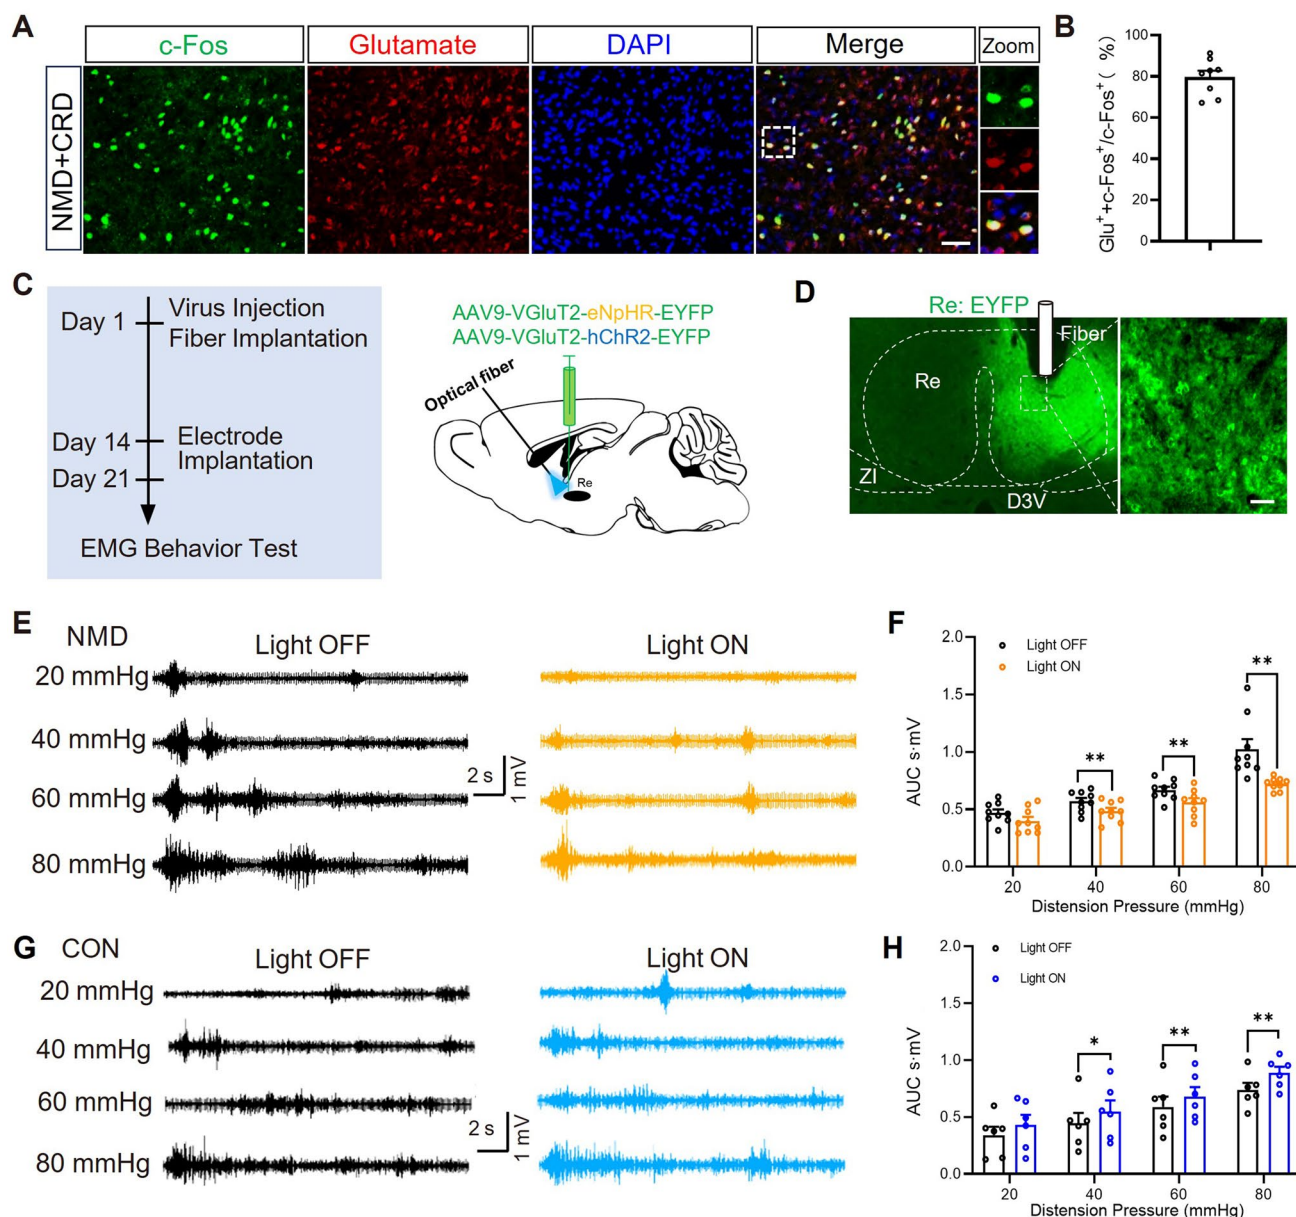 A
c-Fos
Glutamate
DAPI
Merge
Zoom
NMD+CRD
B
Glu⁺+c-Fos⁺/c-Fos⁺( %)
100
80
60
40
20
0
C
Day 1
Virus Injection
Fiber Implantation
Day 14
Electrode
Implantation
Day 21
EMG Behavior Test
AAV9-VGluT2-eNpHR-EYFP
AAV9-VGluT2-hChR2-EYFP
Optical fiber
Re
D
Re: EYFP
Fiber
Re
ZI
D3V
E
NMD
Light OFF
Light ON
20 mmHg
40 mmHg
60 mmHg
80 mmHg
2 s
1 mV
F
Light OFF
Light ON
AUC s·mV
2.0
1.5
1.0
0.5
0.0
** ** **
20 40 60 80
Distension Pressure (mmHg)
G
CON
Light OFF
Light ON
20 mmHg
40 mmHg
60 mmHg
80 mmHg
2 s
1 mV
H
Light OFF
Light ON
AUC s·mV
2.0
1.5
1.0
0.5
0.0
* ** **
20 40 60 80
Distension Pressure (mmHg)